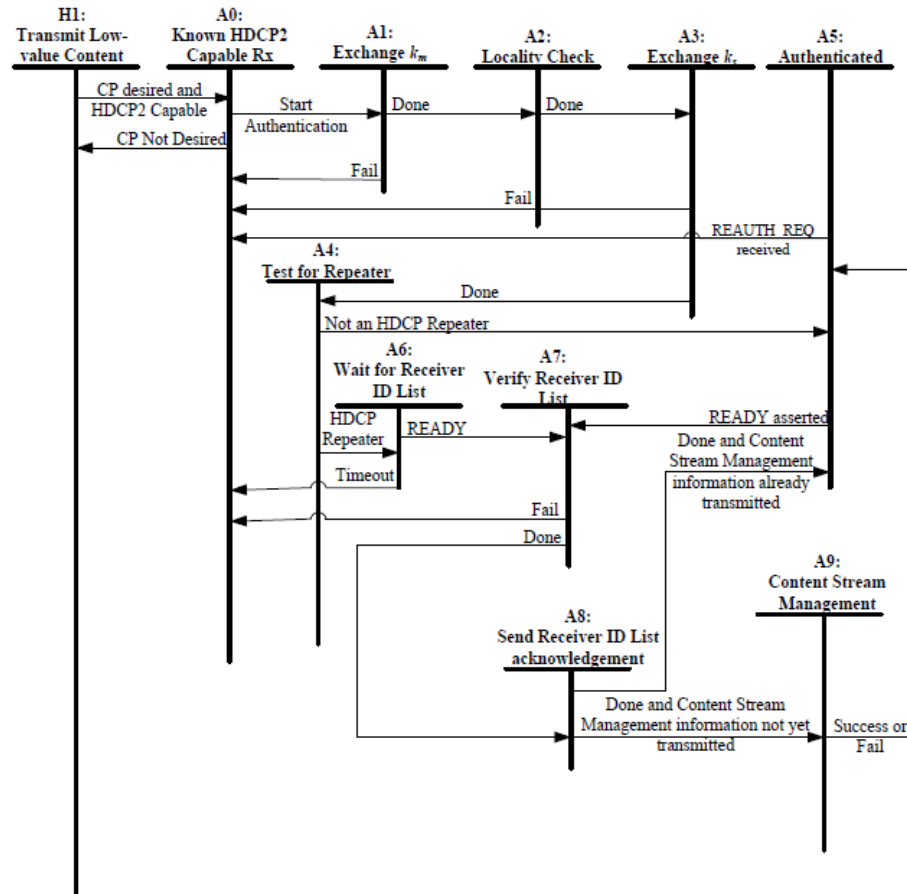 H1:
Transmit Low-
value Content
A0:
Known HDCP2
Capable Rx
A1:
Exchange km
A2:
Locality Check
A3:
Exchange ks
A5:
Authenticated
CP desired and
HDCP2 Capable
Start
Authentication
Done
Done
CP Not Desired
Fail
Fail
REAUTH_REQ
received
A4:
Test for Repeater
Done
Not an HDCP Repeater
A6:
Wait for Receiver
ID List
A7:
Verify Receiver ID
List
HDCP
Repeater
READY
READY asserted
Done and Content
Stream Management
information already
transmitted
Timeout
Fail
Done
A9:
Content Stream
Management
A8:
Send Receiver ID List
acknowledgement
Done and Content Stream
Management information not yet
transmitted
Success or
Fail